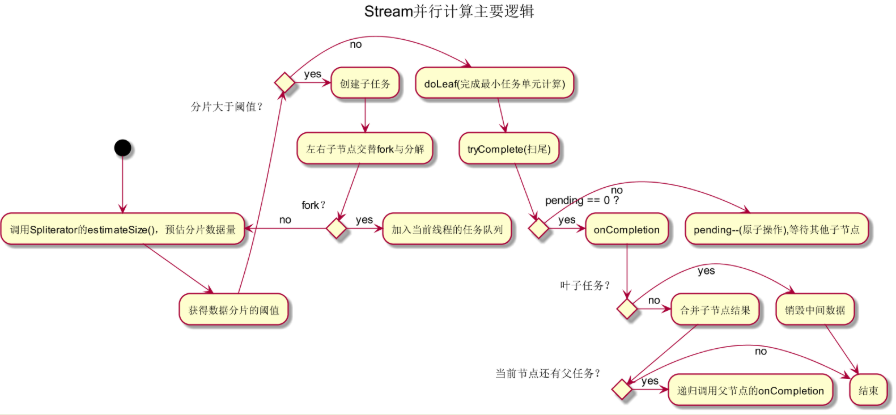 Stream并行计算主要逻辑
no
yes
创建子任务
doLeaf(完成最小任务单元计算)
分片大于阈值?
左右子节点交替fork与分解
tryComplete(扫尾)
fork?
pending == 0 ?
no
no
yes
yes
调用Spliterator的estimateSize(), 预估分片数据量
加入当前线程的任务队列
onCompletion
pending--(原子操作),等待其他子节点
叶子任务?
yes
no
获得数据分片的阈值
合并子节点结果
销毁中间数据
no
当前节点还有父任务?
yes
递归调用父节点的onCompletion
结束